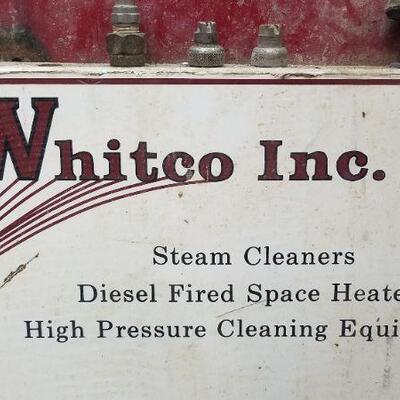 Whitco Inc.
Steam Cleaners
Diesel Fired Space Heate
High Pressure Cleaning Equi